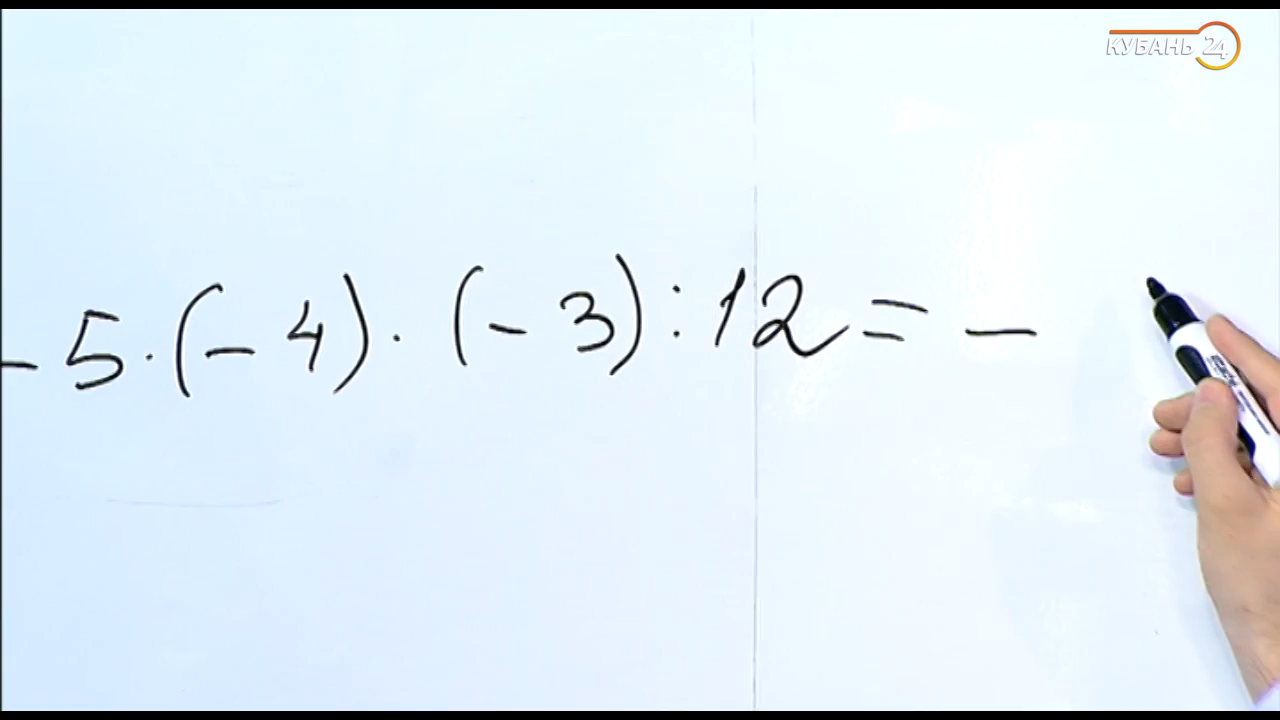 КУБАНЬ 24
- 5 · (- 4) · (- 3) : 12 = -